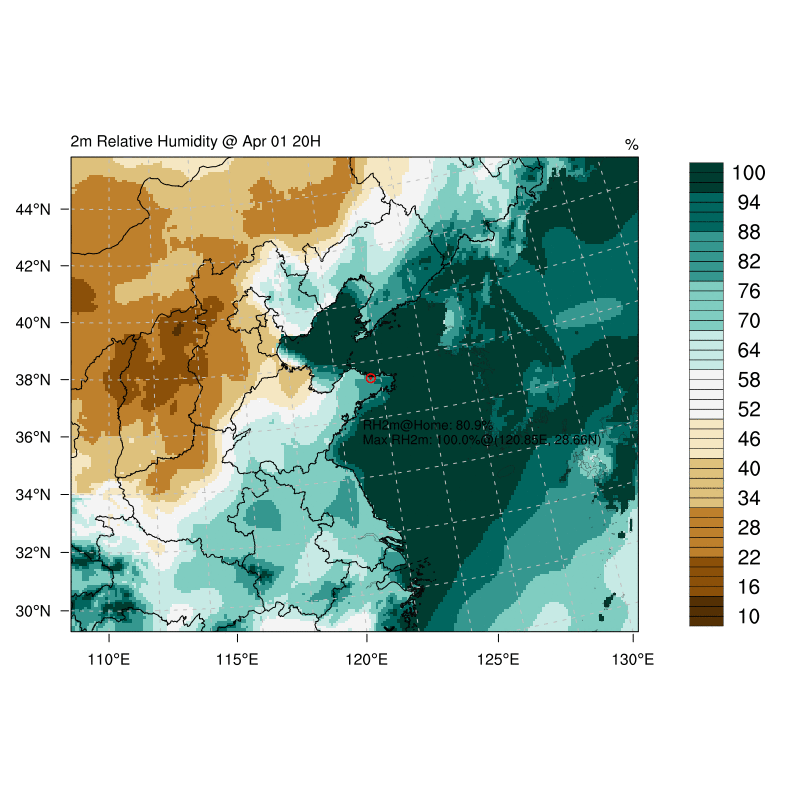 2m Relative Humidity @ Apr 01 20H
%
44°N
42°N
40°N
38°N
36°N
34°N
32°N
30°N
110°E
115°E
120°E
125°E
130°E
RH2m@Home: 80.9%
Max RH2m: 100.0%@(120.85E, 28.66N)
100
94
88
82
76
70
64
58
52
46
40
34
28
22
16
10